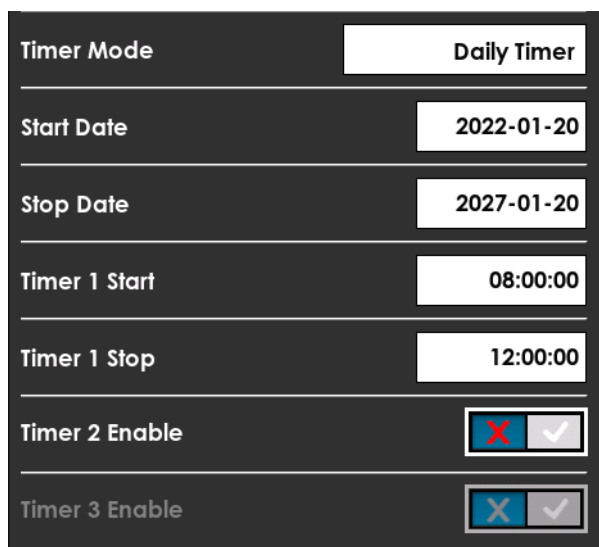 Timer Mode Daily Timer
Start Date 2022-01-20
Stop Date 2027-01-20
Timer 1 Start 08:00:00
Timer 1 Stop 12:00:00
Timer 2 Enable
Timer 3 Enable